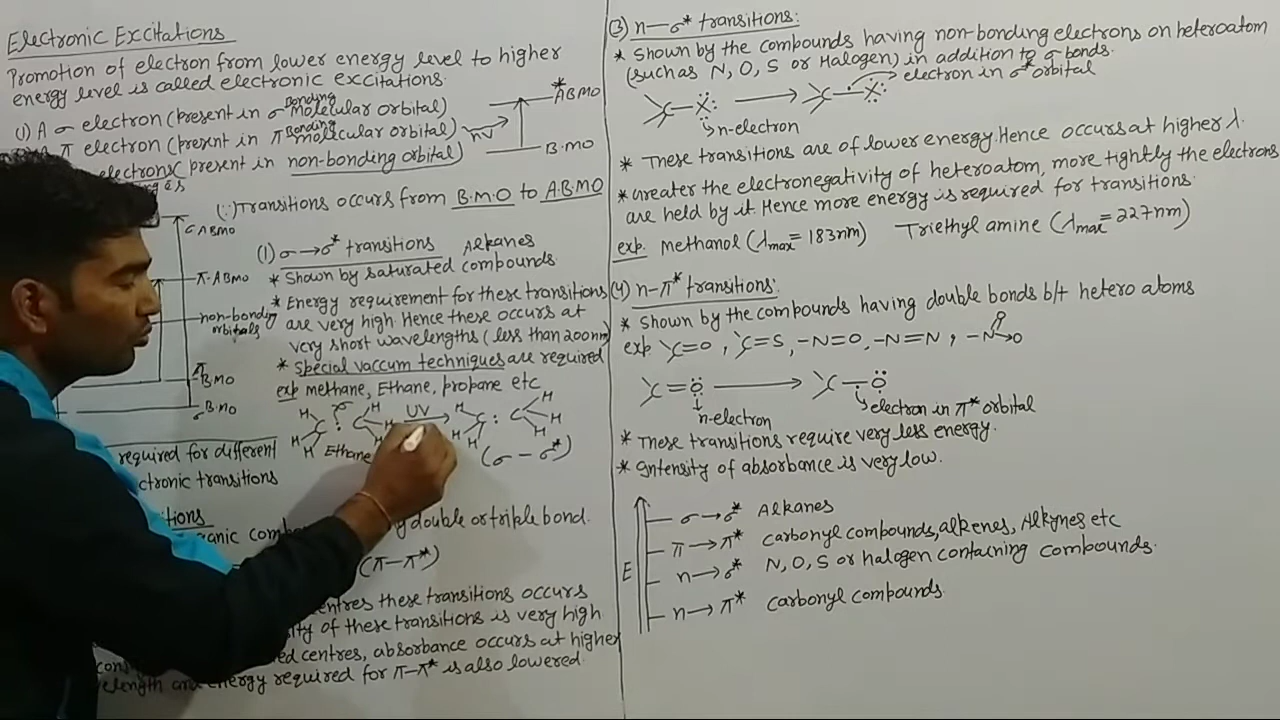 Electronic Excitations
Promotion of electron from lower energy level to higher
energy level is called electronic excitations.
(1) A σ electron (present in σ Bonding molecular orbital)
π electron (present in π Bonding molecular orbital)
electrons (present in non-bonding orbital)
hν
*ABMO
B.MO
(∵) Transitions occurs from B.M.O to A.B.M.O
σ ABMO
π-ABMO
non-bonding
orbitals
π-BMO
σ-BMO
required for different
ctronic transitions
(1) σ→σ* transitions Alkanes
* Shown by saturated compounds
* Energy requirement for these transitions
are very high. Hence these occurs at
very short wavelengths (less than 200nm)
* Special vaccum techniques are required
exp methane, Ethane, propane etc
H H UV H H
H C : C H C : C H
H H H H
Ethane (σ-σ*)
itions
ganic comp double or triple bond.
(π-π*)
entres these transitions occurs
ity of these transitions is very high.
ed centres, absorbance occurs at higher
elength and energy required for π-π* is also lowered.
(3) n-σ* transitions:
* Shown by the compounds having non-bonding electrons on heteroatom
(such as N, O, S or Halogen) in addition to σ bonds.
C-X: → C-X: electron in σ* orbital
n-electron
* These transitions are of lower energy. Hence occurs at higher λ.
* Greater the electronegativity of heteroatom, more tightly the electrons
are held by it. Hence more energy is required for transitions.
exp. methanol (λmax = 183nm) Triethyl amine (λmax = 227nm)
(4) n-π* transitions:
* Shown by the compounds having double bonds b/t hetero atoms
exp C=O, C=S, -N=O, -N=N, -N O O
C=Ö: → C-Ö:
n-electron electron in π* orbital
* These transitions require very less energy.
* Intensity of absorbance is very low.
E
σ→σ* Alkanes
π→π* carbonyl compounds, alkenes, Alkynes etc
n→σ* N, O, S or halogen containing compounds.
n→π* carbonyl compounds.